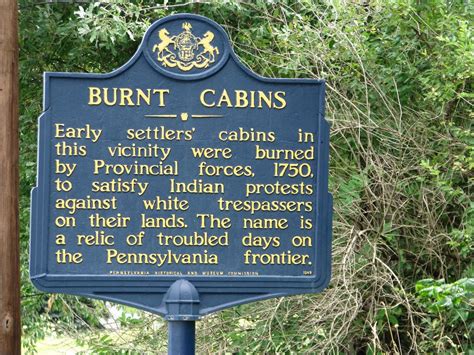 BURNT CABINS
Early settlers' cabins in
this vicinity were burned
by Provincial forces, 1750,
to satisfy Indian protests
against white trespassers
on their lands. The name is
a relic of troubled days on
the Pennsylvania frontier.
PENNSYLVANIA HISTORICAL AND MUSEUM COMMISSION